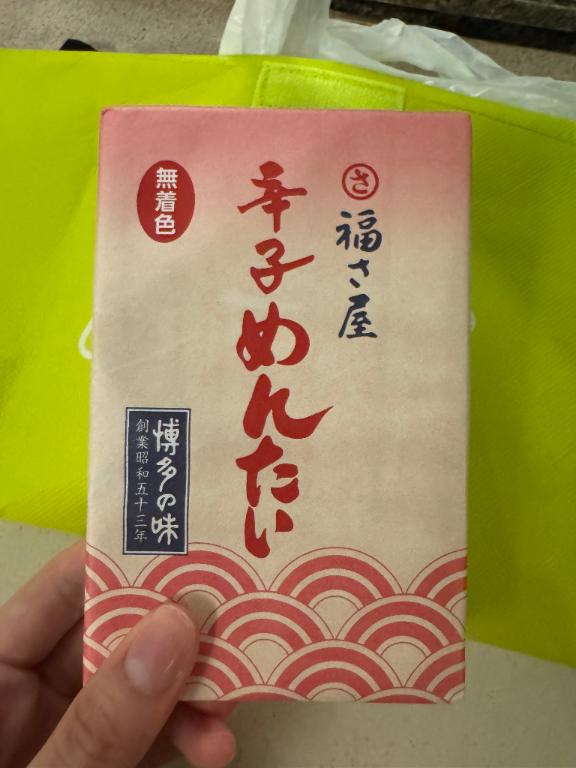 さ
福さ屋
辛子めんたい
無着色
博多の味
創業昭和五十三年